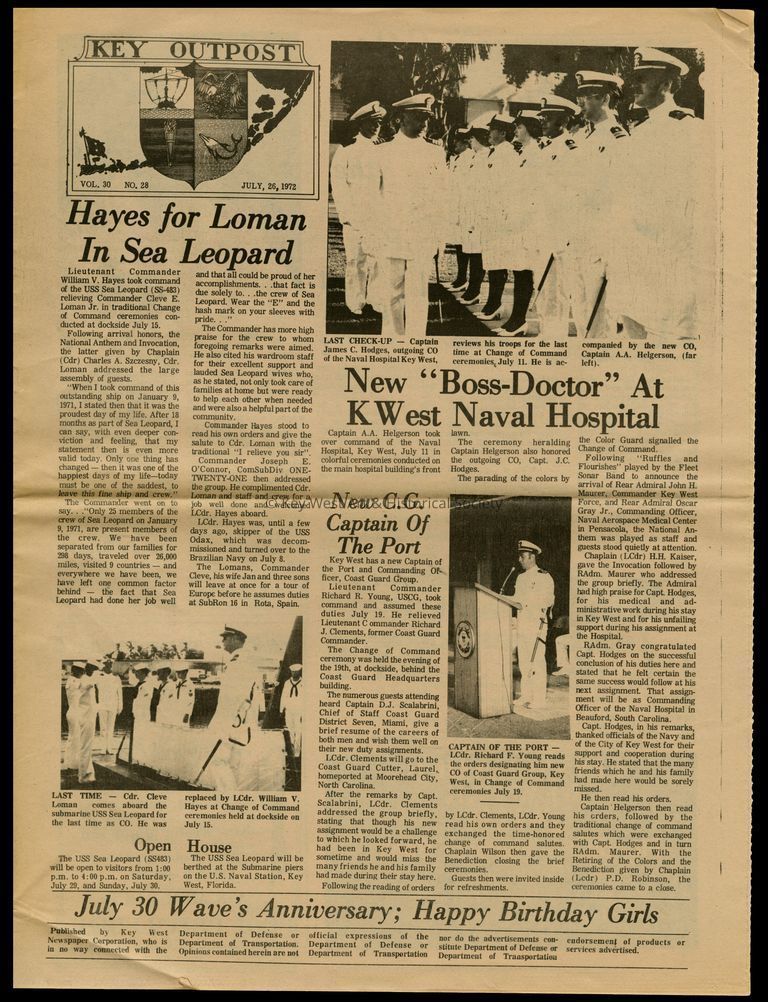 KEY OUTPOST
VOL. 30 NO. 28 JULY, 26, 1972
Hayes for Loman
In Sea Leopard
Lieutenant Commander
William V. Hayes took command
of the USS Sea Leopard (SS-483)
relieving Commander Cleve E.
Loman Jr. in traditional Change
of Command ceremonies con-
ducted at dockside July 15.
Following arrival honors, the
National Anthem and Invocation,
the latter given by Chaplain
(Cdr) Charles A. Szczesny, Cdr.
Loman addressed the large
assembly of guests.
"When I took command of this
outstanding ship on January 9,
1971, I stated then that it was the
proudest day of my life. After 18
months as part of Sea Leopard, I
can say, with even deeper con-
viction and feeling, that my
statement then is even more
valid today. Only one thing has
changed — then it was one of the
happiest days of my life—today
must be one of the saddest, to
leave this fine ship and crew."
The Commander went on to
say. . ."Only 25 members of the
crew of Sea Leopard on January
9, 1971, are present members of
the crew. We have been
separated from our families for
298 days, traveled over 26,000
miles, visited 9 countries — and
everywhere we have been, we
have left one common factor
behind — the fact that Sea
Leopard had done her job well
and that all could be proud of her
accomplishments. . .that fact is
due solely to. . .the crew of Sea
Leopard. Wear the "E" and the
hash mark on your sleeves with
pride. . ."
The Commander has more high
praise for the crew to whom
foregoing remarks were aimed.
He also cited his wardroom staff
for their excellent support and
lauded Sea Leopard wives who,
as he stated, not only took care of
families at home but were ready
to help each other when needed
and were also a helpful part of the
community.
Commander Hayes stood to
read his own orders and give the
salute to Cdr. Loman with the
traditional "I relieve you sir".
Commander Joseph E.
O'Connor, ComSubDiv ONE-
TWENTY-ONE then addressed
the group. He complimented Cdr.
Loman and staff and crew for a
job well done and welcomed
LCdr. Hayes aboard.
LCdr. Hayes was, until a few
days ago, skipper of the USS
Odax, which was decom-
missioned and turned over to the
Brazilian Navy on July 8.
The Lomans, Commander
Cleve, his wife Jan and three sons
will leave at once for a tour of
Europe before he assumes duties
at SubRon 16 in Rota, Spain.
LAST CHECK-UP — Captain
James C. Hodges, outgoing CO
of the Naval Hospital Key West,
reviews his troops for the last
time at Change of Command
ceremonies, July 11. He is ac-
companied by the new CO,
Captain A.A. Helgerson, (far
left).
New "Boss-Doctor" At
KWest Naval Hospital
Captain A.A. Helgerson took
over command of the Naval
Hospital, Key West, July 11 in
colorful ceremonies conducted on
the main hospital building's front
lawn.
The ceremony heralding
Captain Helgerson also honored
the outgoing CO, Capt. J.C.
Hodges.
The parading of the colors by
the Color Guard signalled the
Change of Command.
Following "Ruffles and
Flourishes" played by the Fleet
Sonar Band to announce the
arrival of Rear Admiral John H.
Maurer, Commander Key West
Force, and Rear Admiral Oscar
Gray Jr., Commanding Officer,
Naval Aerospace Medical Center
in Pensacola, the National An-
them was played as staff and
guests stood quietly at attention.
Chaplain (LCdr) H.H. Kaiser,
gave the Invocation followed by
RAdm. Maurer who addressed
the group briefly. The Admiral
had high praise for Capt. Hodges,
for his medical and ad-
ministrative work during his stay
in Key West and for his unfailing
support during his assignment at
the Hospital.
RAdm. Gray congratulated
Capt. Hodges on the successful
conclusion of his duties here and
stated that he felt certain the
same success would follow at his
next assignment. That assign-
ment will be as Commanding
Officer of the Naval Hospital in
Beauford, South Carolina.
Capt. Hodges, in his remarks,
thanked officials of the Navy and
of the City of Key West for their
support and cooperation during
his stay. He stated that the many
friends which he and his family
had made here would be sorely
missed.
He then read his orders.
Captain Helgerson then read
his orders, followed by the
traditional change of command
salutes which were exchanged
with Capt. Hodges and in turn
RAdm. Maurer. With the
Retiring of the Colors and the
Benediction given by Chaplain
(Lcdr) P.D. Robinson, the
ceremonies came to a close.
New C.G.
Captain Of
The Port
Key West has a new Captain of
the Port and Commanding Of-
ficer, Coast Guard Group.
Lieutenant Commander
Richard R. Young, USCG, took
command and assumed these
duties July 19. He relieved
Lieutenant Commander Richard
J. Clements, former Coast Guard
Commander.
The Change of Command
ceremony was held the evening of
the 19th, at dockside, behind the
Coast Guard Headquarters
building.
The numerous guests attending
heard Captain D.J. Scalabrini,
Chief of Staff Coast Guard
District Seven, Miami, give a
brief resume of the careers of
both men and wish them well on
their new duty assignments.
LCdr. Clements will go to the
Coast Guard Cutter, Laurel,
homeported at Moorehead City,
North Carolina.
After the remarks by Capt.
Scalabrini, LCdr. Clements
addressed the group briefly,
stating that though his new
assignment would be a challenge
to which he looked forward, he
had been in Key West for
sometime and would miss the
many friends he and his family
had made during their stay here.
Following the reading of orders
CAPTAIN OF THE PORT —
LCdr. Richard F. Young reads
the orders designating him new
CO of Coast Guard Group, Key
West, in Change of Command
ceremonies July 19.
by LCdr. Clements, LCdr. Young
read his own orders and they
exchanged the time-honored
change of command salutes.
Chaplain Wilson then gave the
Benediction closing the brief
ceremonies.
Guests then were invited inside
for refreshments.
LAST TIME — Cdr. Cleve
Loman comes aboard the
submarine USS Sea Leopard for
the last time as CO. He was
replaced by LCdr. William V.
Hayes at Change of Command
ceremonies held at dockside on
July 15.
Open House
The USS Sea Leopard (SS483)
will be open to visitors from 1:00
p.m. to 4:00 p.m. on Saturday,
July 29, and Sunday, July 30.
The USS Sea Leopard will be
berthed at the Submarine piers
on the U.S. Naval Station, Key
West, Florida.
July 30 Wave's Anniversary; Happy Birthday Girls
Published by Key West
Newspaper Corporation, who is
in no way connected with the
Department of Defense or
Department of Transportation.
Opinions contained herein are not
official expressions of the
Department of Defense or
Department of Transportation
nor do the advertisements con-
stitute Department of Defense or
Department of Traasportation
endorsement of products or
services advertised.
© Key West Art & Historical Society